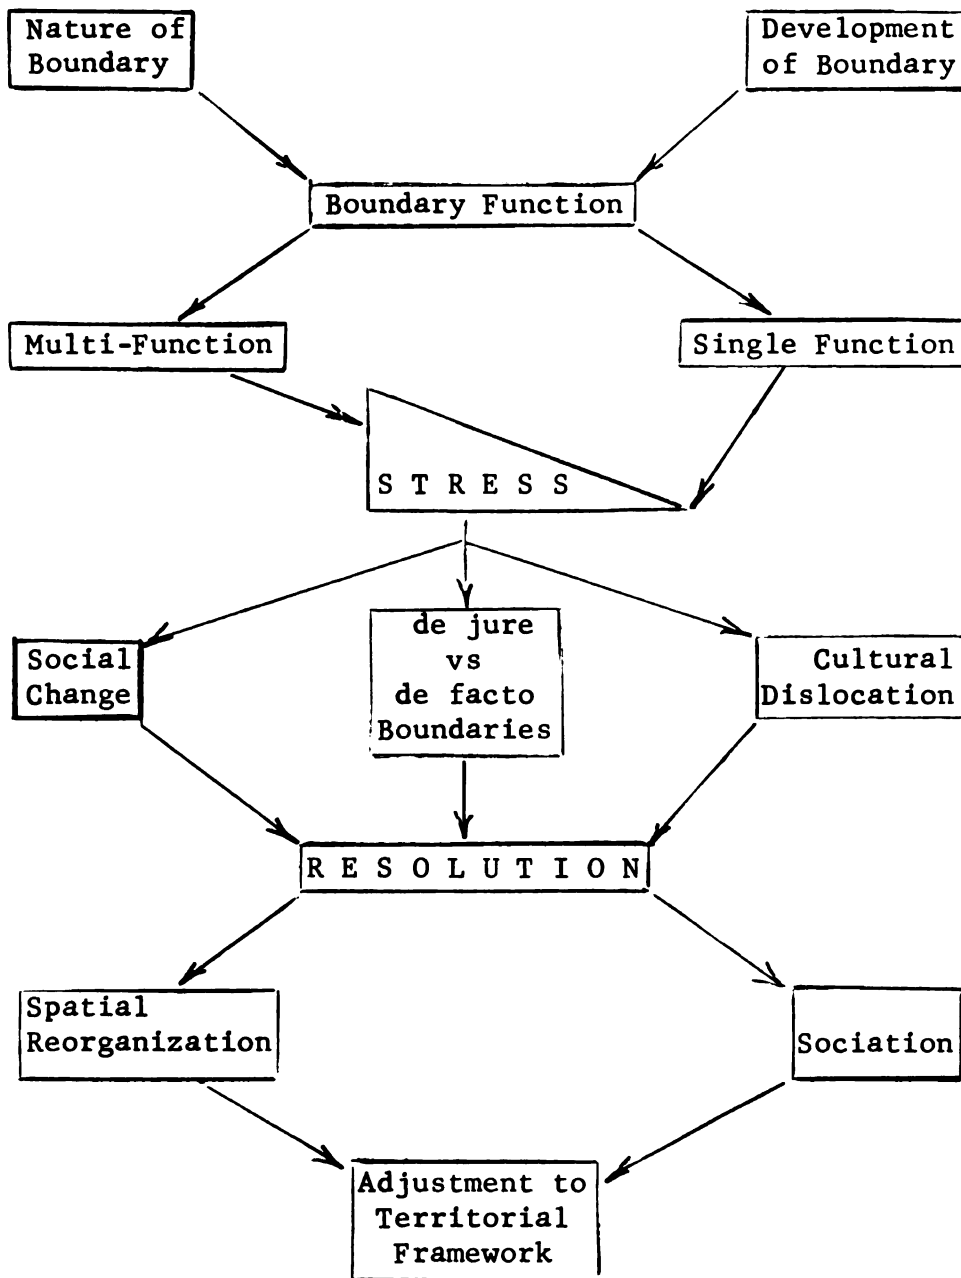 Nature of
Boundary
Development
of Boundary
Boundary Function
Multi-Function
Single Function
S T R E S S
Social
Change
de jure
vs
de facto
Boundaries
Cultural
Dislocation
R E S O L U T I O N
Spatial
Reorganization
Sociation
Adjustment to
Territorial
Framework